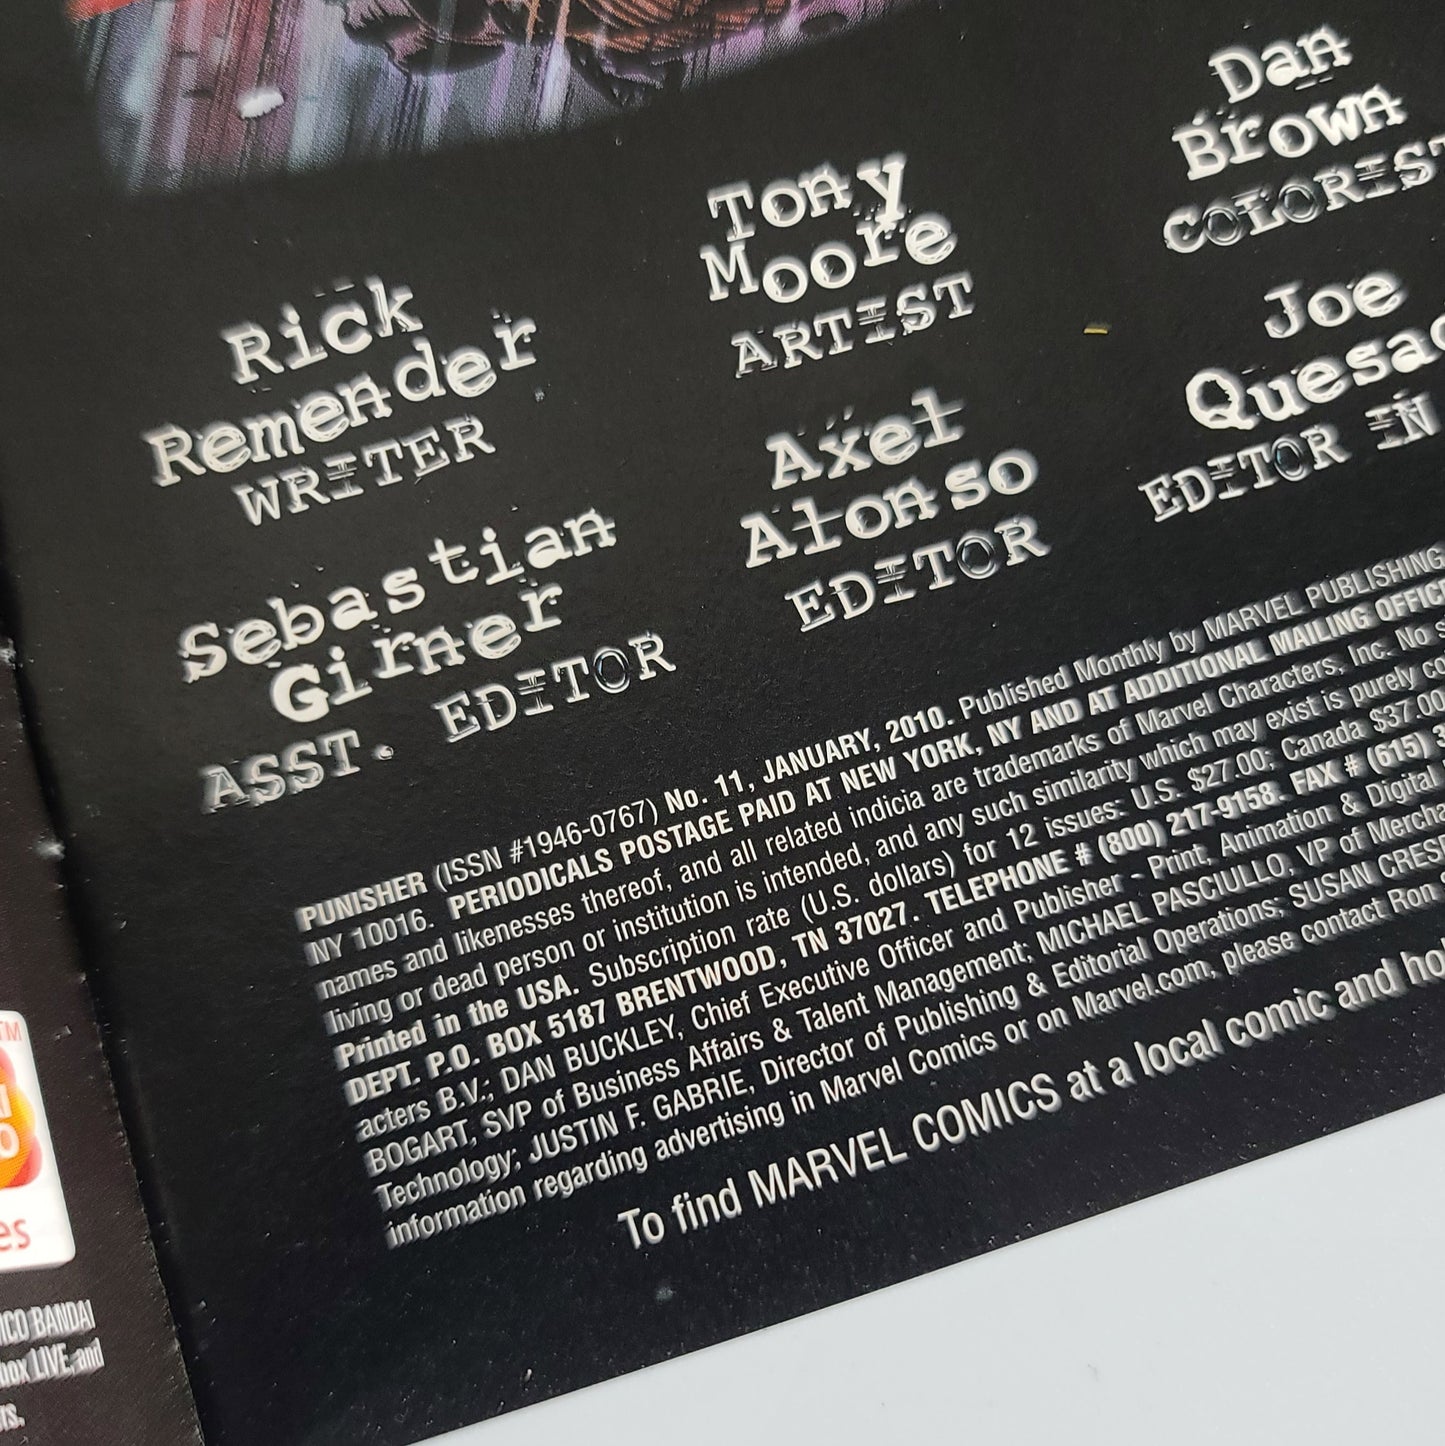 Rick
Remender
WRITER
Tony
Moore
ARTIST
Dan
Brown
COLORIST
Sebastian
Girner
ASST. EDITOR
Axel
Alonso
EDITOR
Joe
EDITOR IN
PUNISHER (ISSN #1946-0767) No. 11, JANUARY, 2010. Published Monthly by MARVEL PUBLISHING
NY 10016. PERIODICALS POSTAGE PAID AT NEW YORK, NY AND AT ADDITIONAL MAILING OFFICE
names and likenesses thereof, and all related indicia are trademarks of Marvel Characters, Inc. No
living or dead person or institution is intended, and any such similarity which may exist is purely
Printed in the USA. Subscription rate (U.S. dollars) for 12 issues: U.S. $27.00; Canada $37.00
DEPT. P.O. BOX 5187 BRENTWOOD, TN 37027. TELEPHONE # (800) 217-9158. FAX # (615)
acters B.V.; DAN BUCKLEY, Chief Executive Officer and Publisher - Print, Animation & Digital
BOGART, SVP of Business Affairs & Talent Management; MICHAEL PASCIULLO, VP of
Technology; JUSTIN F. GABRIE, Director of Publishing & Editorial Operations; SUSAN
information regarding advertising in Marvel Comics or on Marvel.com, please contact Ron
To find MARVEL COMICS at a local comic and
TM
BANDAI
LIVE, and